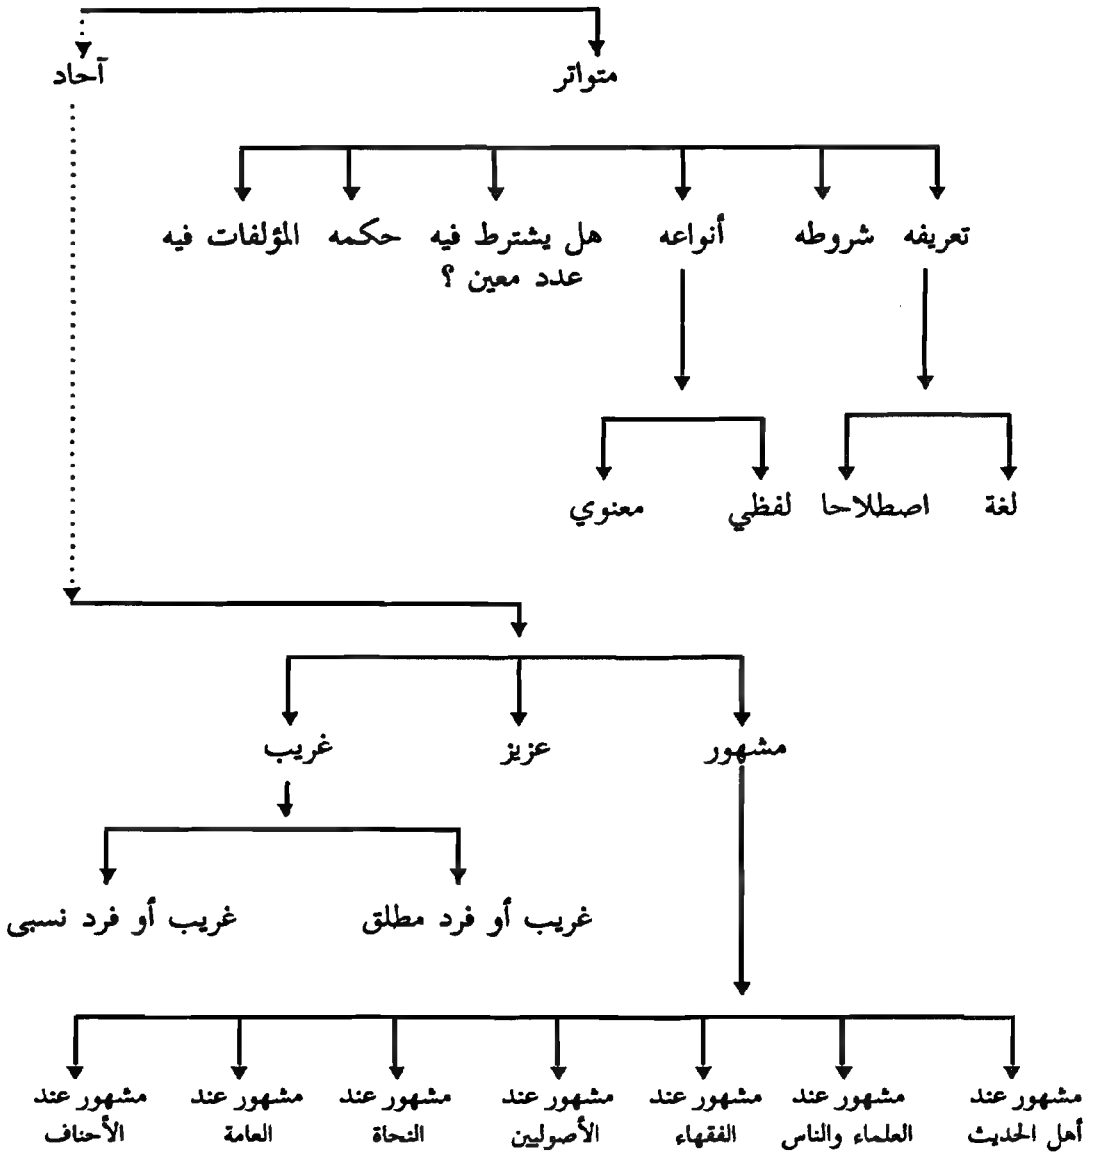 متواتر
آحاد
تعريفه
شروطه
أنواعه
هل يشترط فيه
عدد معين ؟
حكمه
المؤلفات فيه
لغة
اصطلاحا
لفظي
معنوي
مشهور
عزيز
غريب
غريب أو فرد مطلق
غريب أو فرد نسبى
مشهور عند
أهل الحديث
مشهور عند
العلماء والناس
مشهور عند
الفقهاء
مشهور عند
الأصوليين
مشهور عند
النحاة
مشهور عند
العامة
مشهور عند
الأحناف